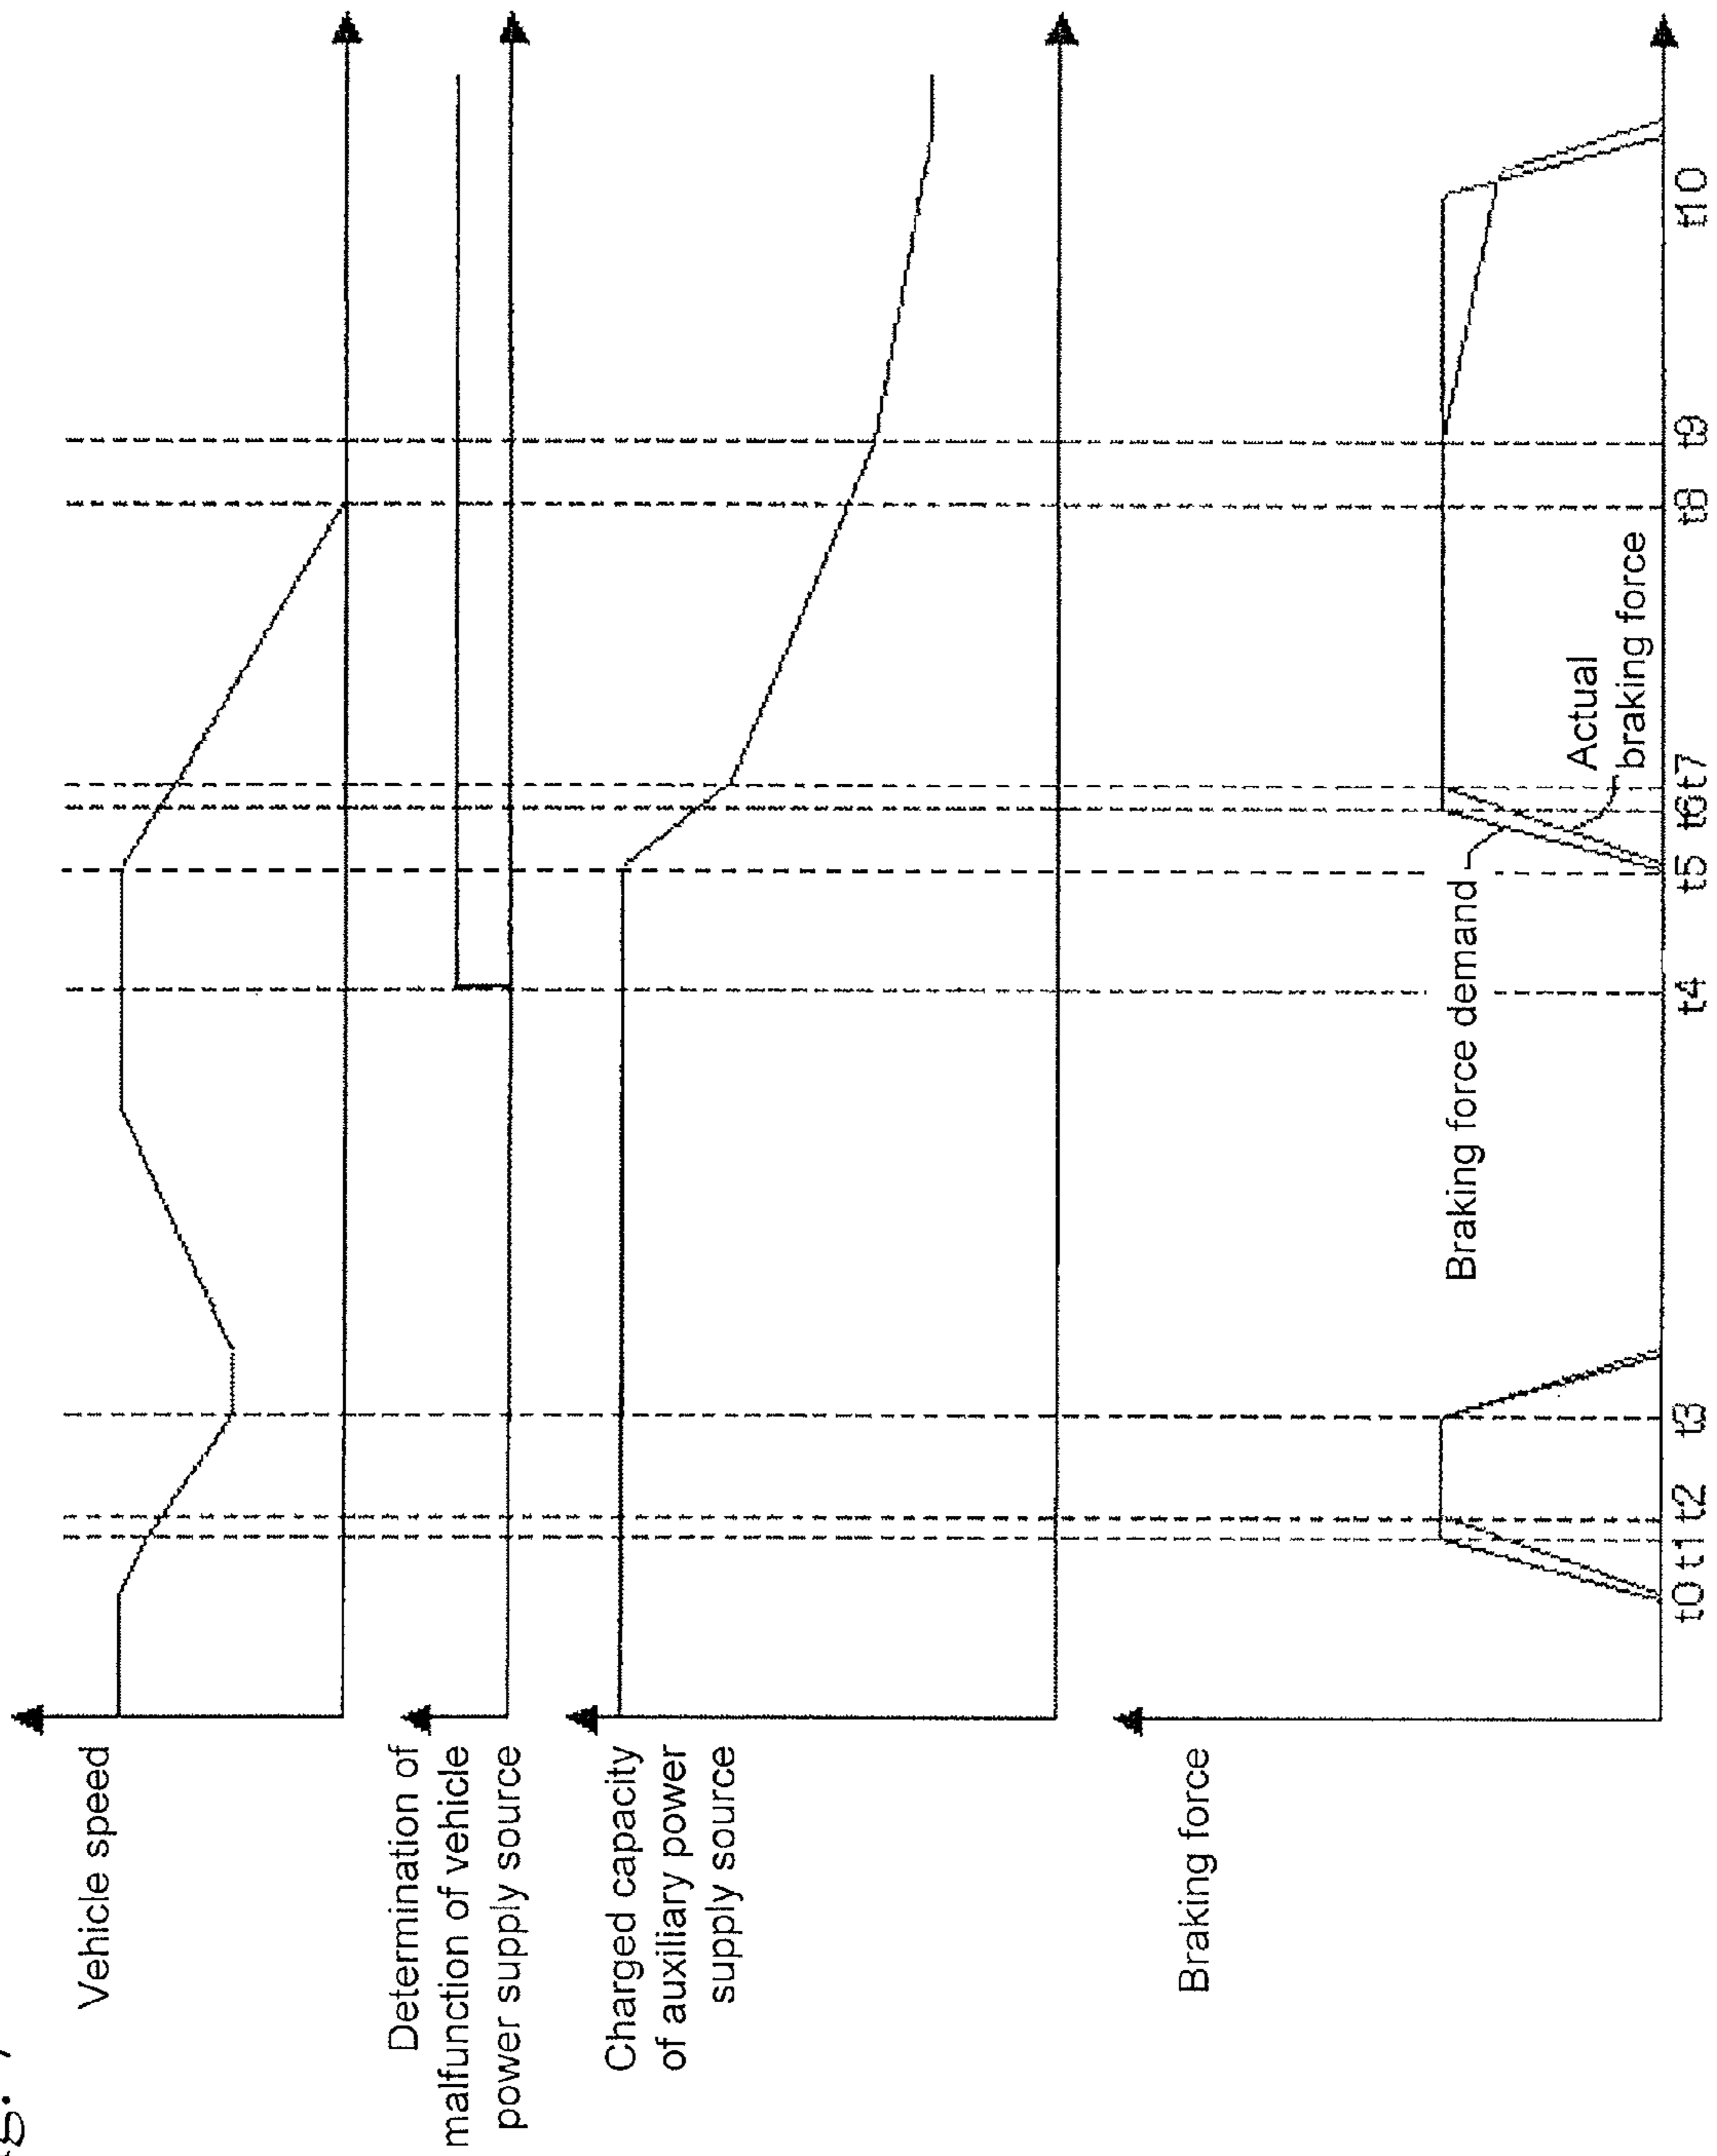 Vehicle speed
Determination of
malfunction of vehicle
power supply source
Charged capacity
of auxiliary power
supply source
Braking force
Braking force demand
Actual
braking force
t0 t1 t2 t3 t4 t5 t6 t7 t8 t9 t10